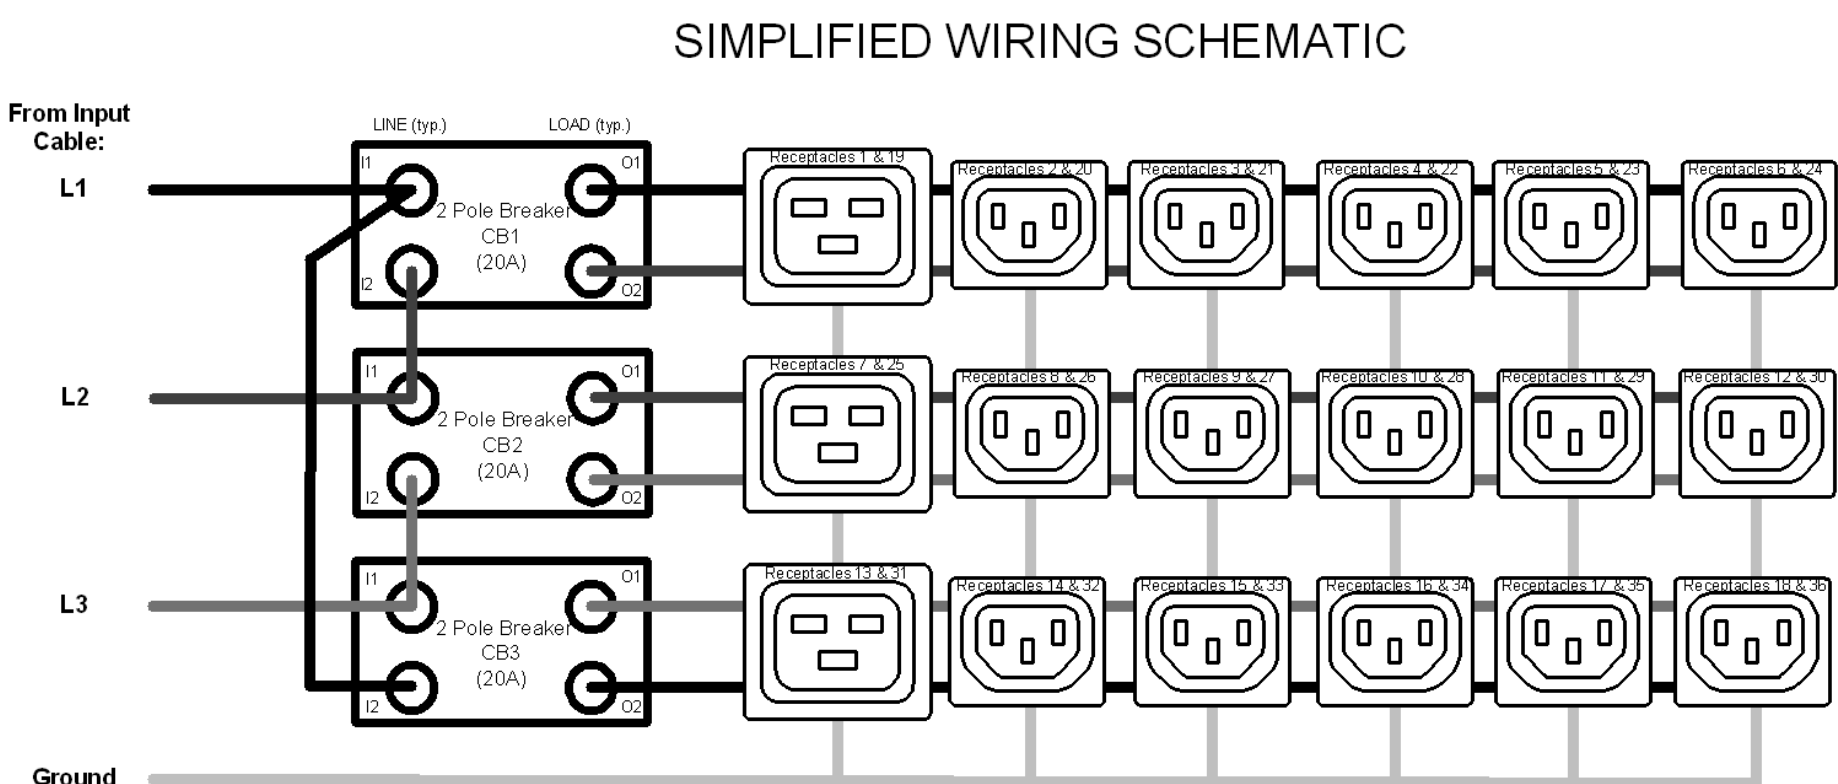 SIMPLIFIED WIRING SCHEMATIC
From Input
Cable:
LINE (typ.)
LOAD (typ.)
L1
I1
O1
2 Pole Breaker
CB1
(20A)
I2
O2
Receptacles 1 & 19
Receptacles 2 & 20
Receptacles 3 & 21
Receptacles 4 & 22
Receptacles 5 & 23
Receptacles 6 & 24
L2
I1
O1
2 Pole Breaker
CB2
(20A)
I2
O2
Receptacles 7 & 25
Receptacles 8 & 26
Receptacles 9 & 27
Receptacles 10 & 28
Receptacles 11 & 29
Receptacles 12 & 30
L3
I1
O1
2 Pole Breaker
CB3
(20A)
I2
O2
Receptacles 13 & 31
Receptacles 14 & 32
Receptacles 15 & 33
Receptacles 16 & 34
Receptacles 17 & 35
Receptacles 18 & 36
Ground